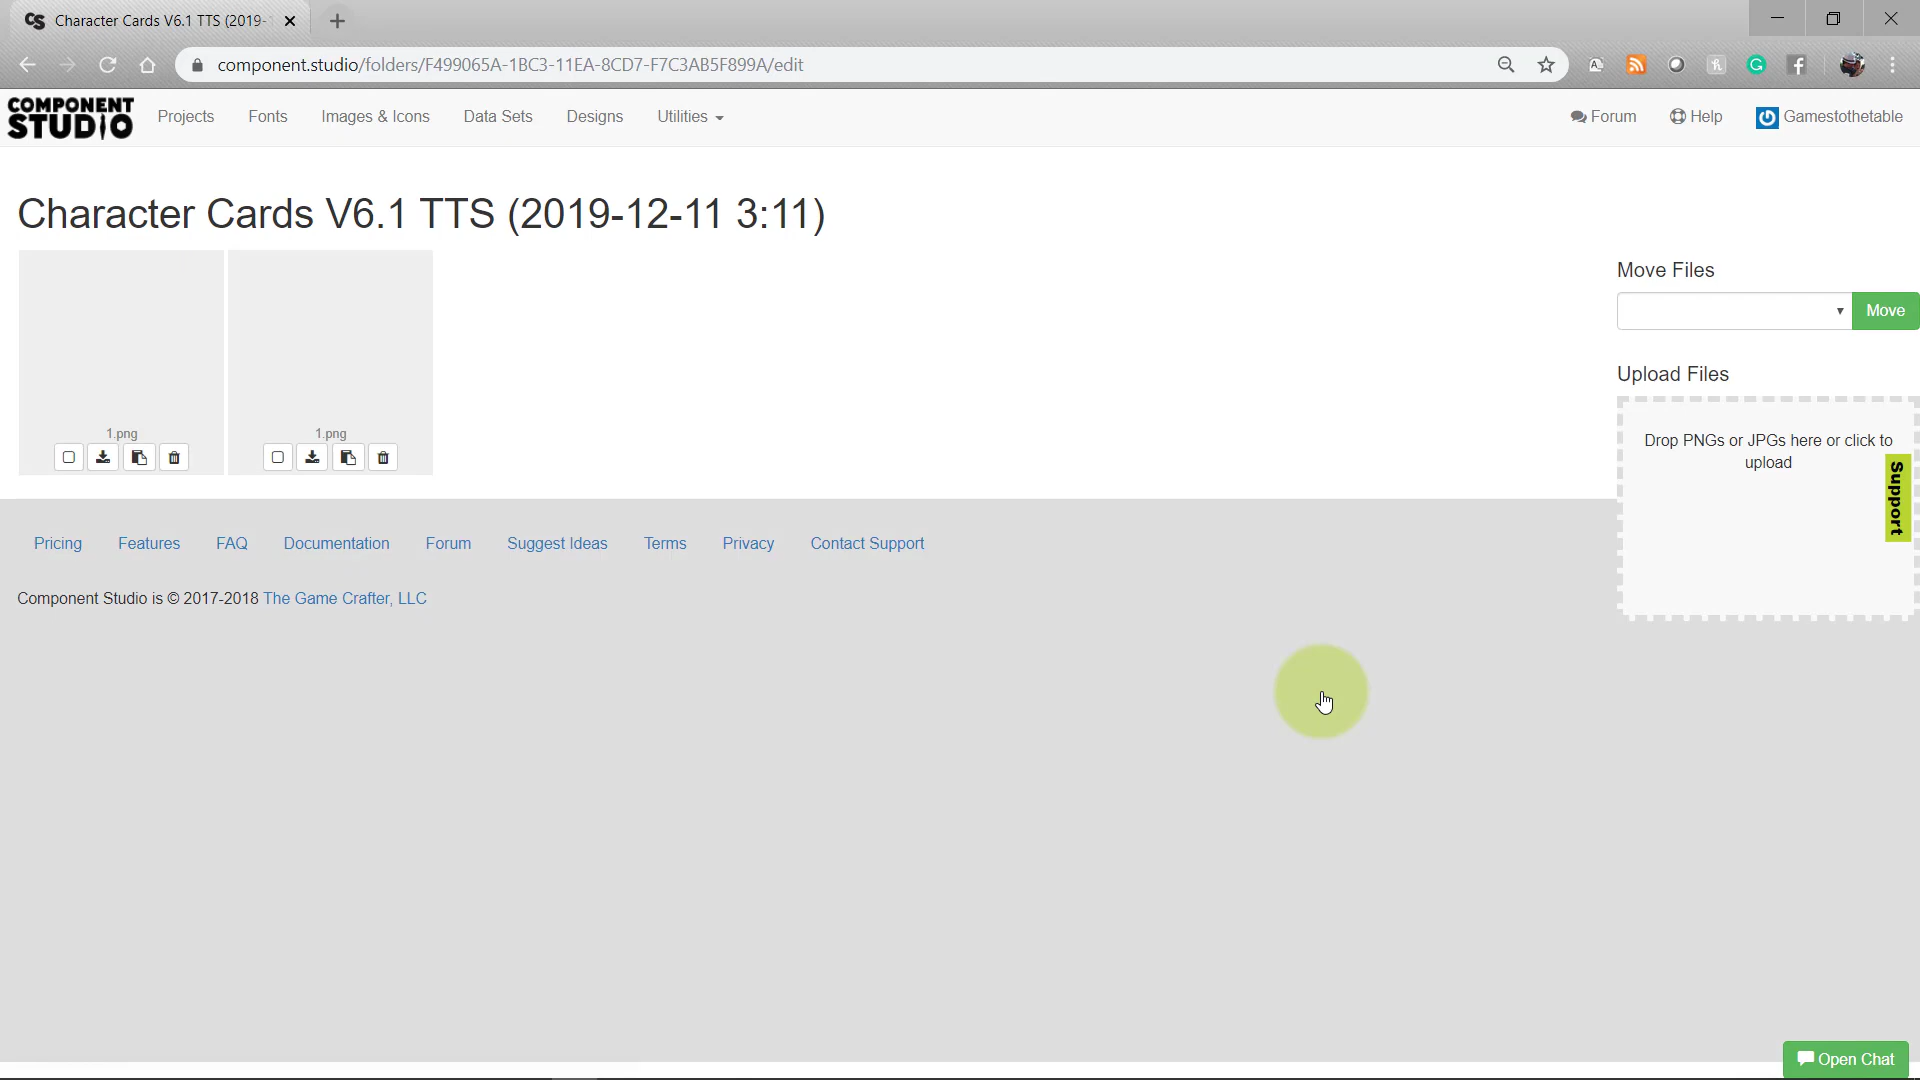 Character Cards V6.1 TTS (2019-
component.studio/folders/F499065A-1BC3-11EA-8CD7-F7C3AB5F899A/edit
COMPONENT
STUDIO
Projects
Fonts
Images & Icons
Data Sets
Designs
Utilities
Forum
Help
Gamestothetable
Character Cards V6.1 TTS (2019-12-11 3:11)
1.png
1.png
Move Files
Move
Upload Files
Drop PNGs or JPGs here or click to
upload
Support
Pricing
Features
FAQ
Documentation
Forum
Suggest Ideas
Terms
Privacy
Contact Support
Component Studio is © 2017-2018 The Game Crafter, LLC
Open Chat